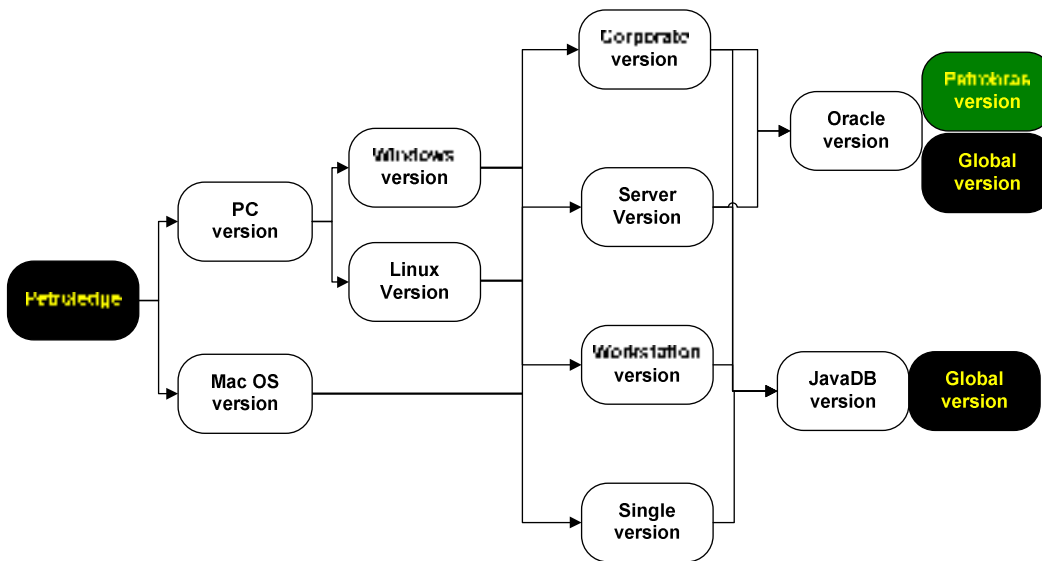 Petroledge
PC
version
Mac OS
version
Windows
version
Linux
Version
Corporate
version
Server
Version
Workstation
version
Single
version
Oracle
version
JavaDB
version
Petrobras
version
Global
version
Global
version